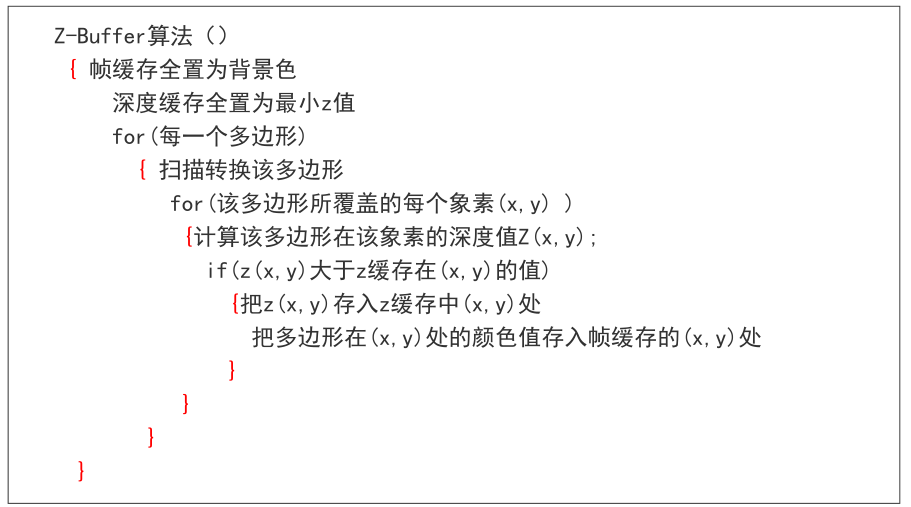 Z-Buffer算法（）
{ 帧缓存全置为背景色
深度缓存全置为最小z值
for(每一个多边形)
{ 扫描转换该多边形
for(该多边形所覆盖的每个象素(x,y) )
{计算该多边形在该象素的深度值Z(x,y);
if(z(x,y)大于z缓存在(x,y)的值)
{把z(x,y)存入z缓存中(x,y)处
把多边形在(x,y)处的颜色值存入帧缓存的(x,y)处
}
}
}
}